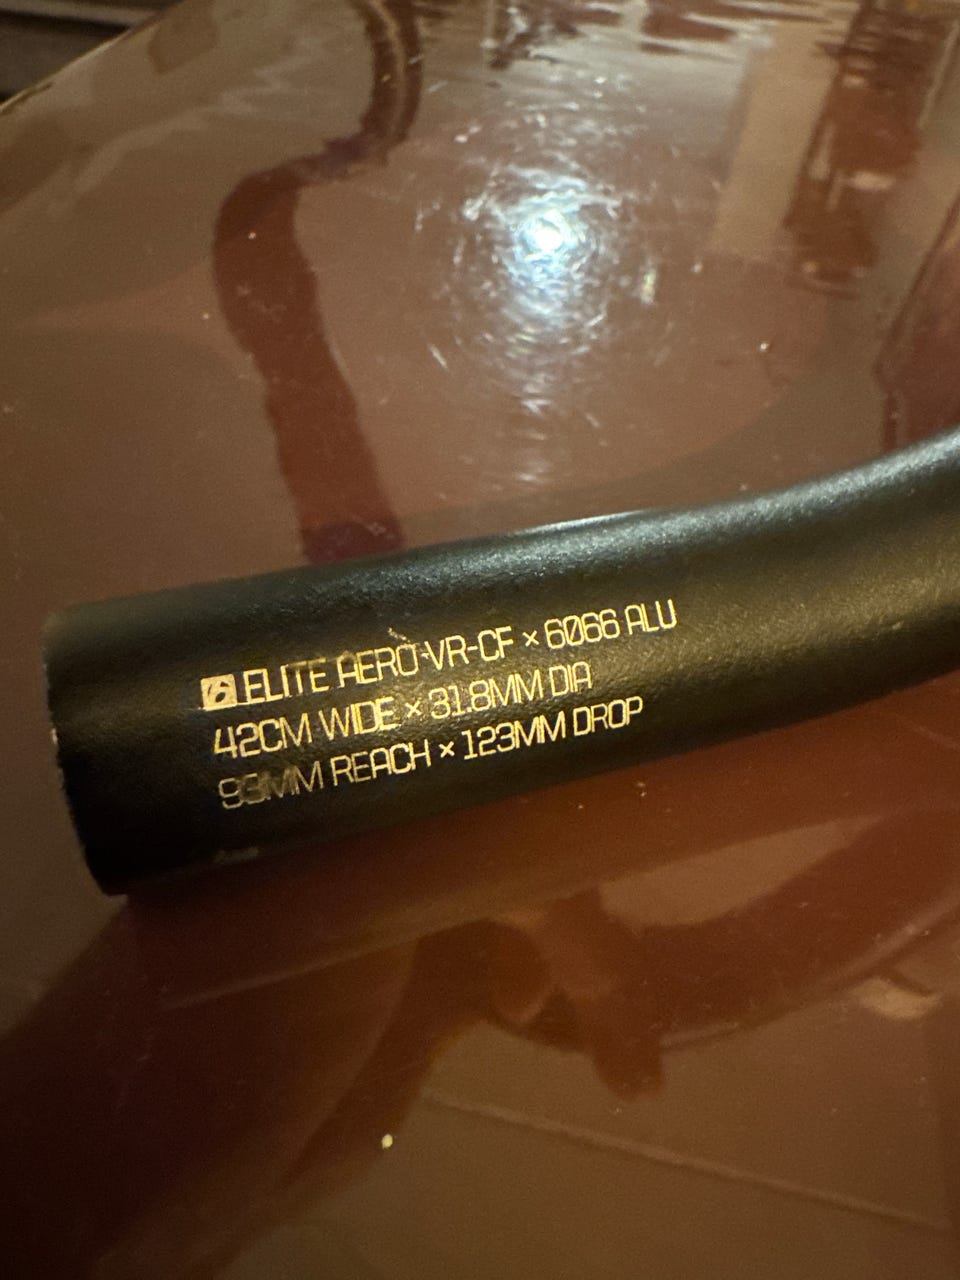 ELITE AERO-VR-CF × 6066 ALU
42CM WIDE × 31.8MM DIA
93MM REACH × 123MM DROP